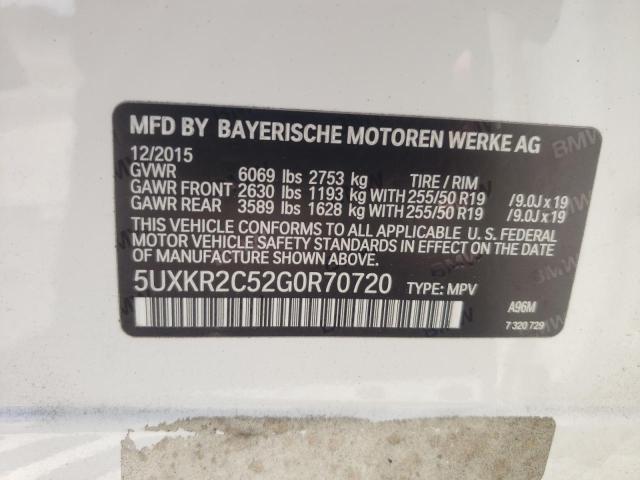 MFD BY BAYERISCHE MOTOREN WERKE AG
12/2015
GVWR 6069 lbs 2753 kg TIRE / RIM
GAWR FRONT 2630 lbs 1193 kg WITH 255/50 R19 /9.0J x 19
GAWR REAR 3589 lbs 1628 kg WITH 255/50 R19 /9.0J x 19
THIS VEHICLE CONFORMS TO ALL APPLICABLE U. S. FEDERAL
MOTOR VEHICLE SAFETY STANDARDS IN EFFECT ON THE DATE
OF MANUFACTURE SHOWN ABOVE.
5UXKR2C52G0R70720 TYPE: MPV
A96M
7 320 729